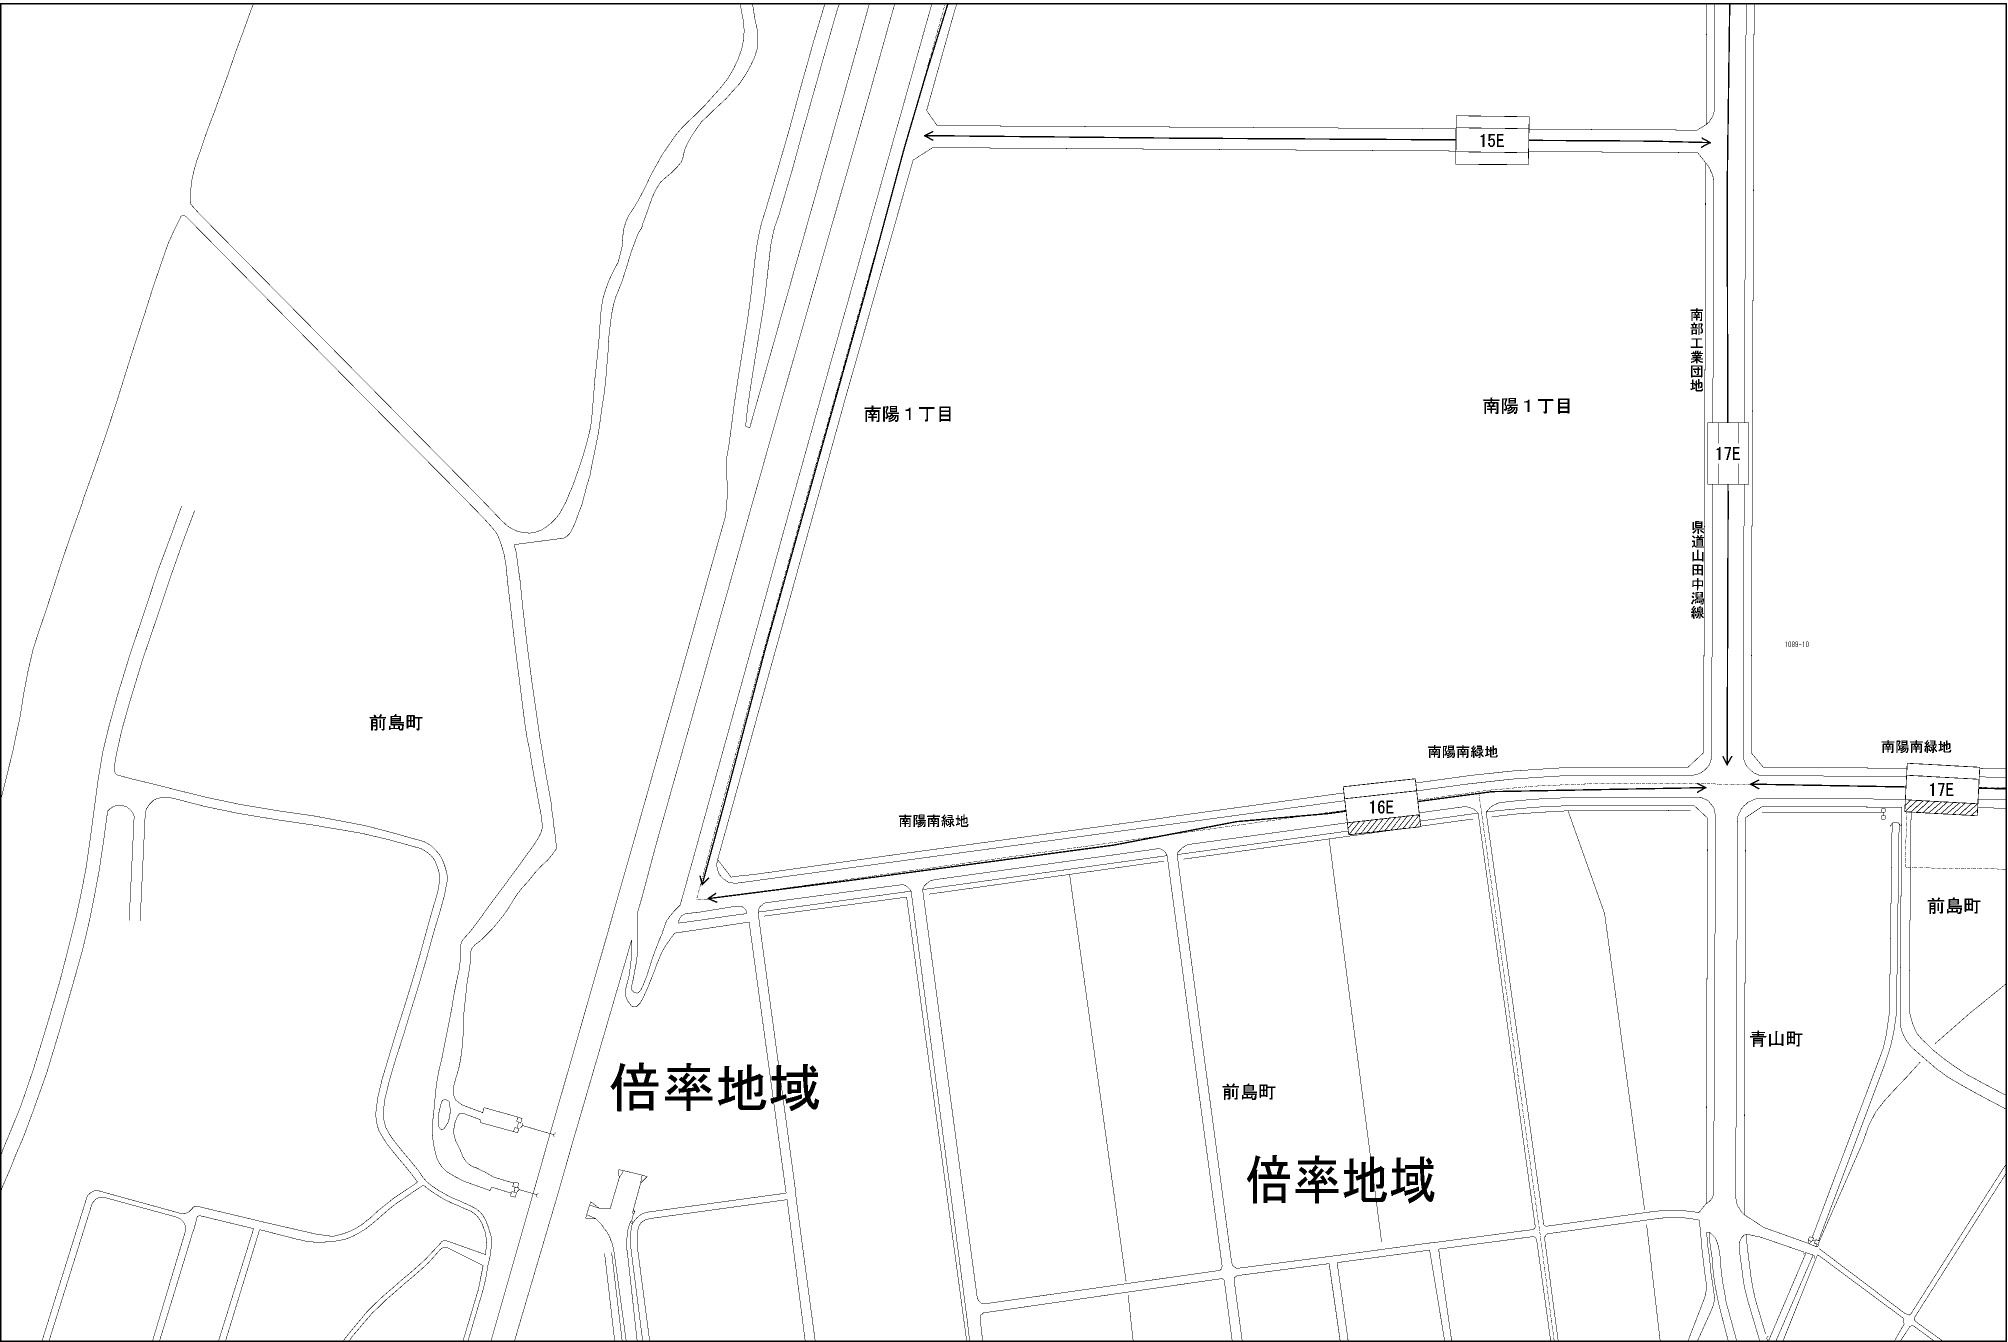 15E
南部工業団地
南陽１丁目
南陽１丁目
17E
県道山田中潟線
1089-10
前島町
南陽南緑地
南陽南緑地
17E
16E
南陽南緑地
前島町
青山町
倍率地域
前島町
倍率地域